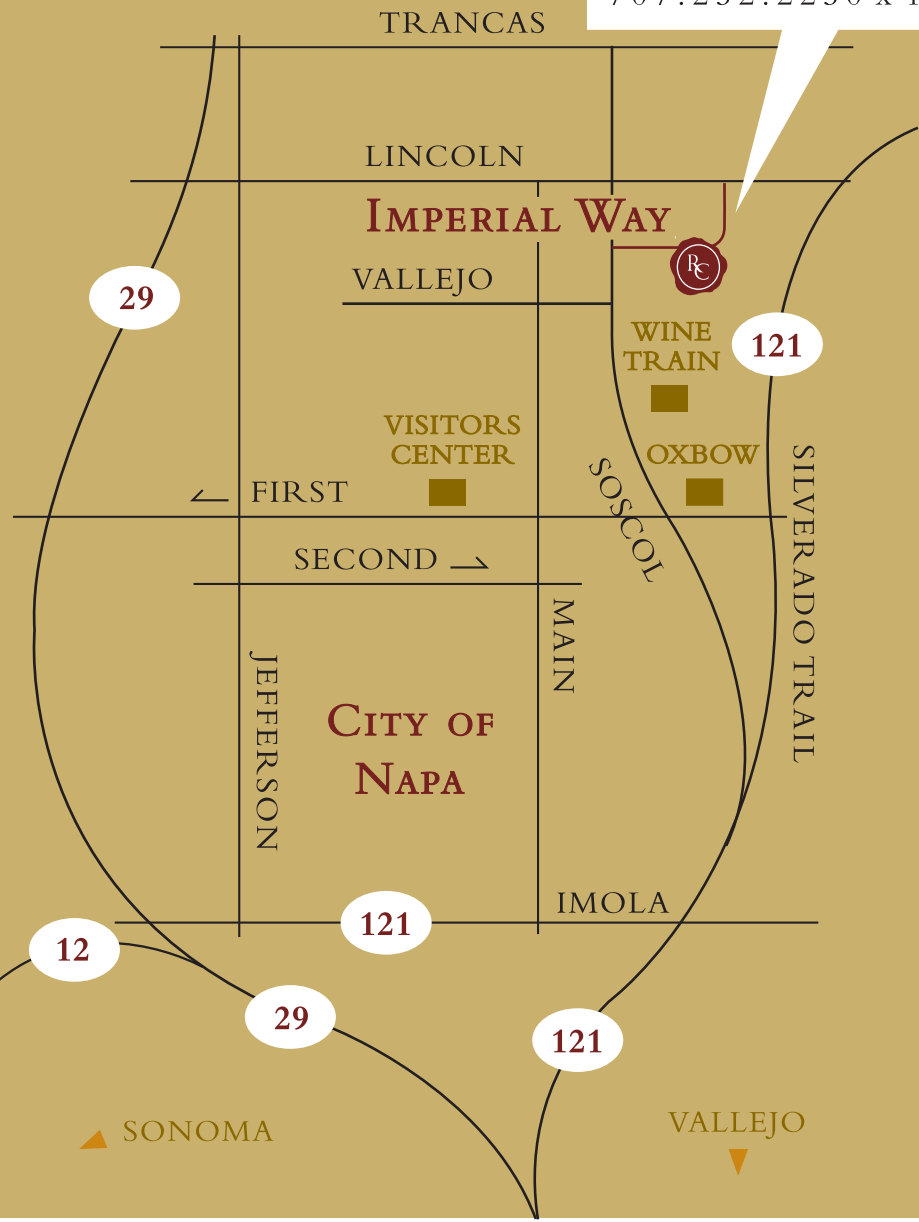 TRANCAS
LINCOLN
IMPERIAL WAY
RC
VALLEJO
29
WINE
TRAIN
121
VISITORS
CENTER
OXBOW
SOSCOL
SILVERADO TRAIL
FIRST
SECOND
MAIN
JEFFERSON
CITY OF
NAPA
IMOLA
121
12
29
121
SONOMA
VALLEJO